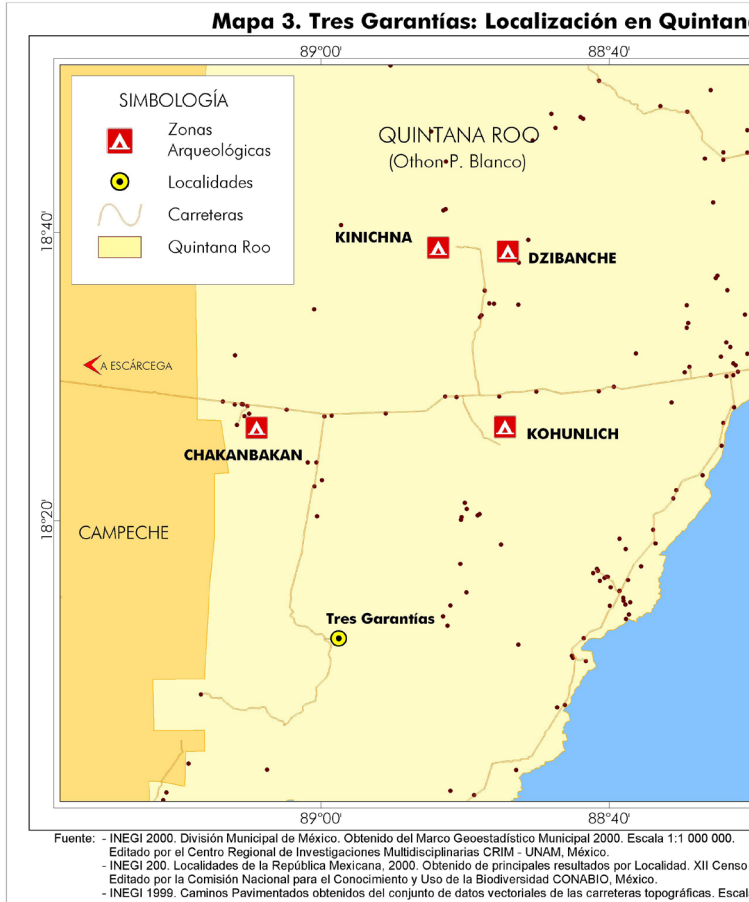 Mapa 3. Tres Garantías: Localización en Quintan
89°00'
88°40'
SIMBOLOGÍA
Zonas
Arqueológicas
Localidades
Carreteras
Quintana Roo
QUINTANA ROO
(Othon P. Blanco)
18°40'
KINICHNA
DZIBANCHE
A ESCÁRCEGA
CHAKANBAKAN
KOHUNLICH
18°20'
CAMPECHE
Tres Garantías
89°00'
88°40'
Fuente: - INEGI 2000. División Municipal de México. Obtenido del Marco Geoestadístico Municipal 2000. Escala 1:1 000 000.
Editado por el Centro Regional de Investigaciones Multidisciplinarias CRIM - UNAM, México.
- INEGI 200. Localidades de la República Mexicana, 2000. Obtenido de principales resultados por Localidad. XII Censo
Editado por la Comisión Nacional para el Conocimiento y Uso de la Biodiversidad CONABIO, México.
- INEGI 1999. Caminos Pavimentados obtenidos del conjunto de datos vectoriales de las carreteras topográficas. Escal